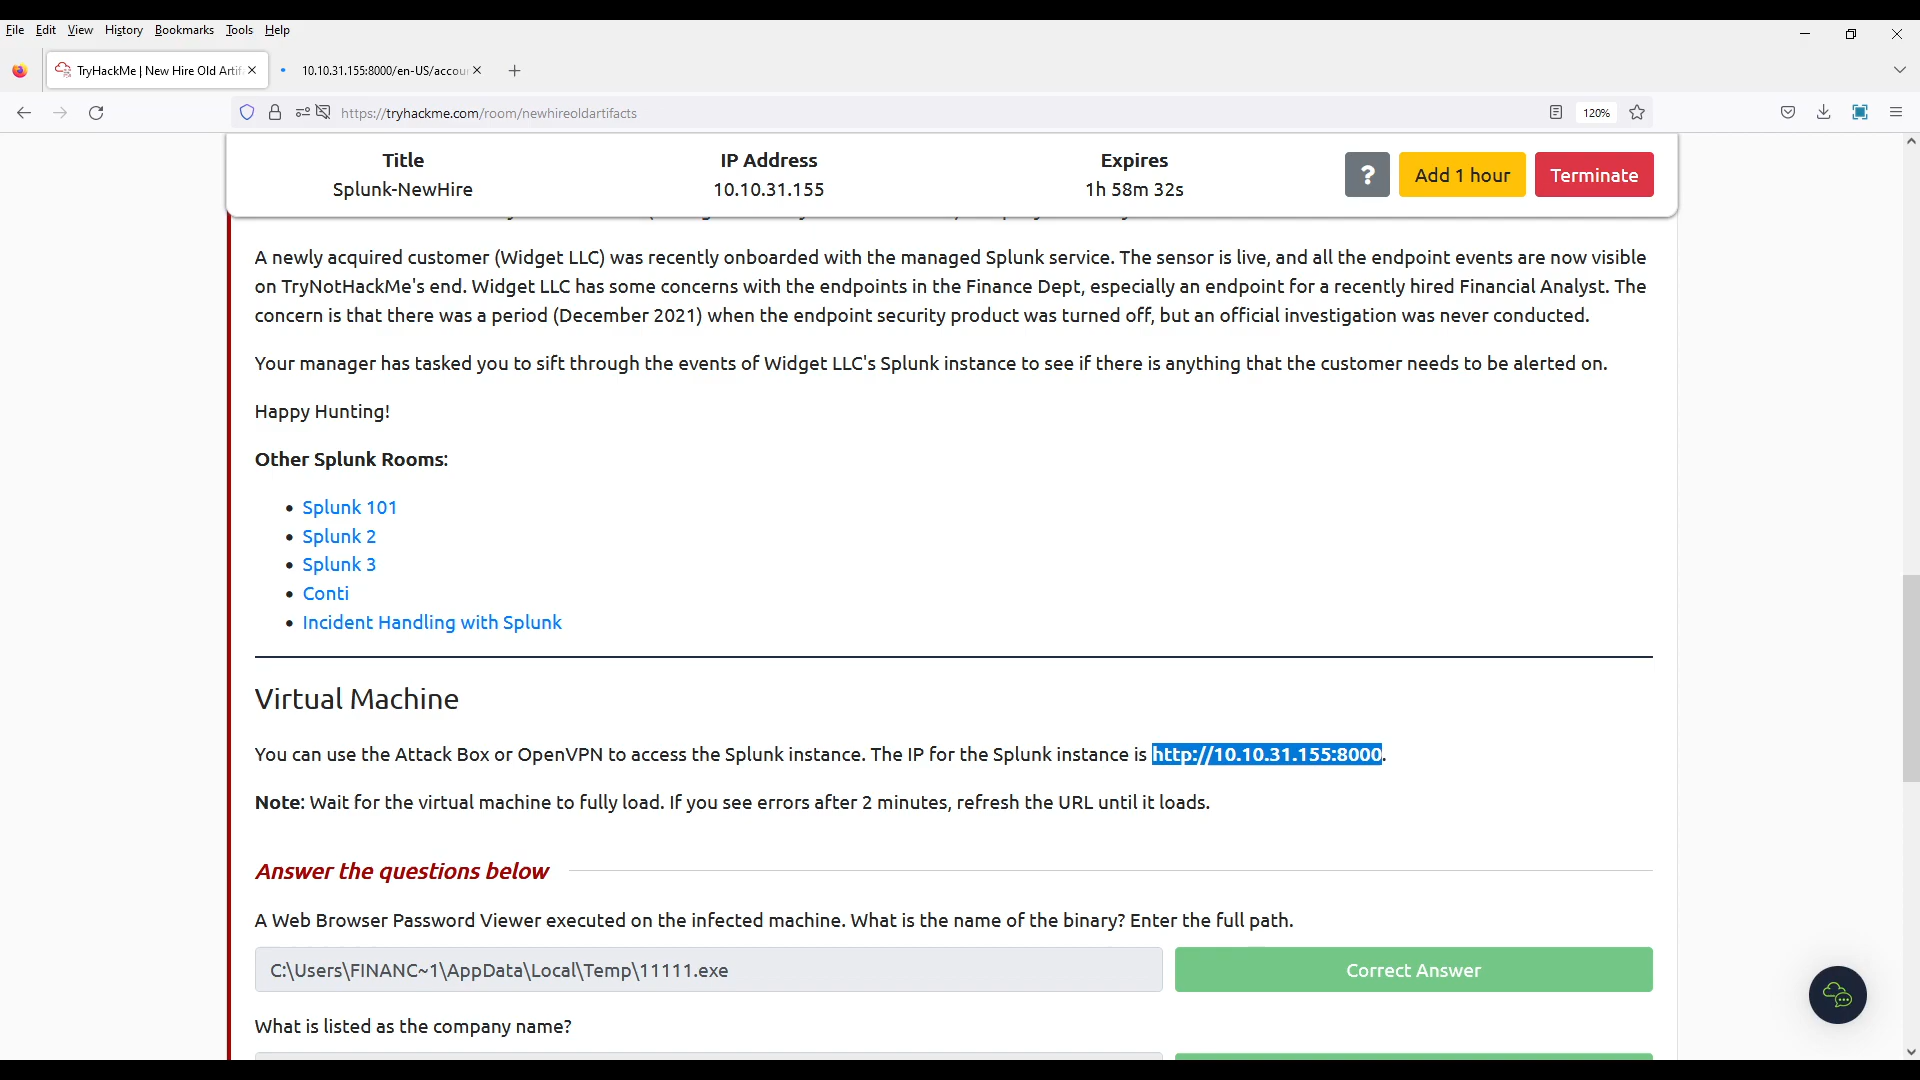 File Edit View History Bookmarks Tools Help
TryHackMe | New Hire Old Artif
10.10.31.155:8000/en-US/accou
https://tryhackme.com/room/newhireoldartifacts
120%
Title
Splunk-NewHire
IP Address
10.10.31.155
Expires
1h 58m 32s
?
Add 1 hour
Terminate
A newly acquired customer (Widget LLC) was recently onboarded with the managed Splunk service. The sensor is live, and all the endpoint events are now visible
on TryNotHackMe's end. Widget LLC has some concerns with the endpoints in the Finance Dept, especially an endpoint for a recently hired Financial Analyst. The
concern is that there was a period (December 2021) when the endpoint security product was turned off, but an official investigation was never conducted.
Your manager has tasked you to sift through the events of Widget LLC's Splunk instance to see if there is anything that the customer needs to be alerted on.
Happy Hunting!
Other Splunk Rooms:
Splunk 101
Splunk 2
Splunk 3
Conti
Incident Handling with Splunk
Virtual Machine
You can use the Attack Box or OpenVPN to access the Splunk instance. The IP for the Splunk instance is http://10.10.31.155:8000.
Note: Wait for the virtual machine to fully load. If you see errors after 2 minutes, refresh the URL until it loads.
Answer the questions below
A Web Browser Password Viewer executed on the infected machine. What is the name of the binary? Enter the full path.
C:\Users\FINANC~1\AppData\Local\Temp\11111.exe
Correct Answer
What is listed as the company name?